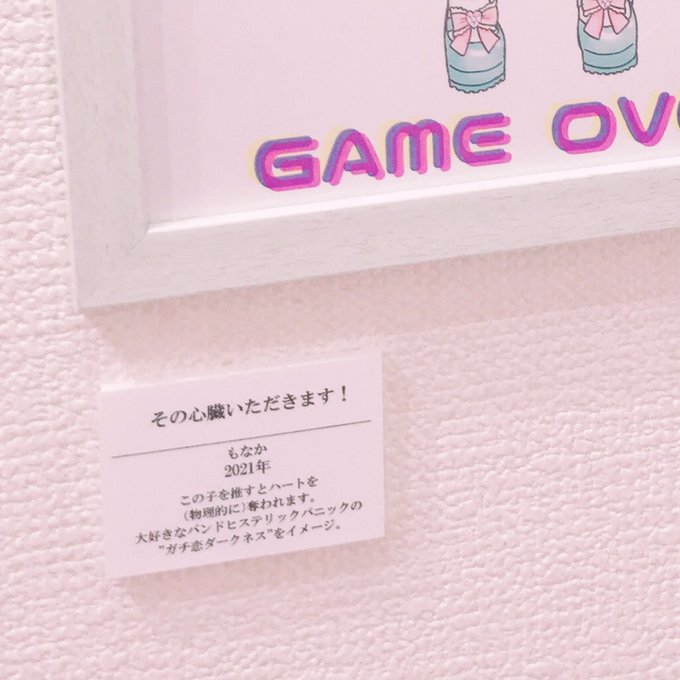 GAME OV
その心臓いただきます！
もなか
2021年
この子を推すとハートを
(物理的に)奪われます。
大好きなバンドヒステリックパニックの
"ガチ恋ダークネス"をイメージ。